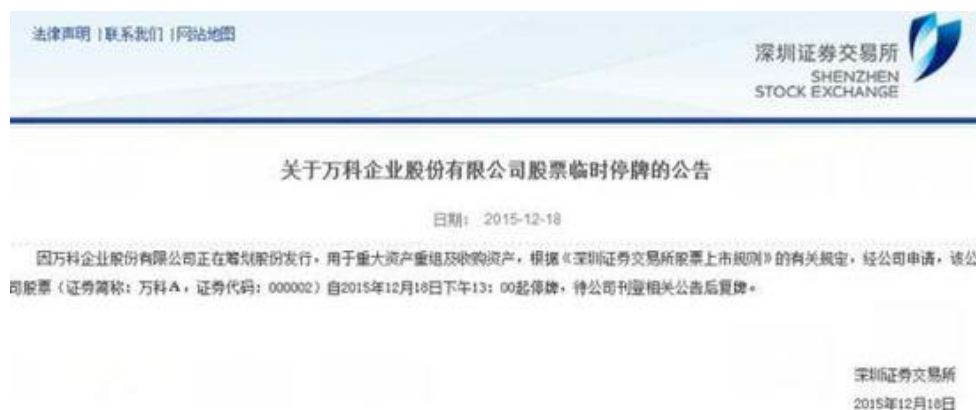 法律声明 | 联系我们 | 网站地图
深圳证券交易所
SHENZHEN
STOCK EXCHANGE
关于万科企业股份有限公司股票临时停牌的公告
日期： 2015-12-18
因万科企业股份有限公司正在筹划股份发行，用于重大资产重组及收购资产，根据《深圳证券交易所股票上市规则》的有关规定，经公司申请，该公
司股票（证券简称：万科A，证券代码：000002）自2015年12月18日下午13：00起停牌，待公司刊登相关公告后复牌。
深圳证券交易所
2015年12月18日